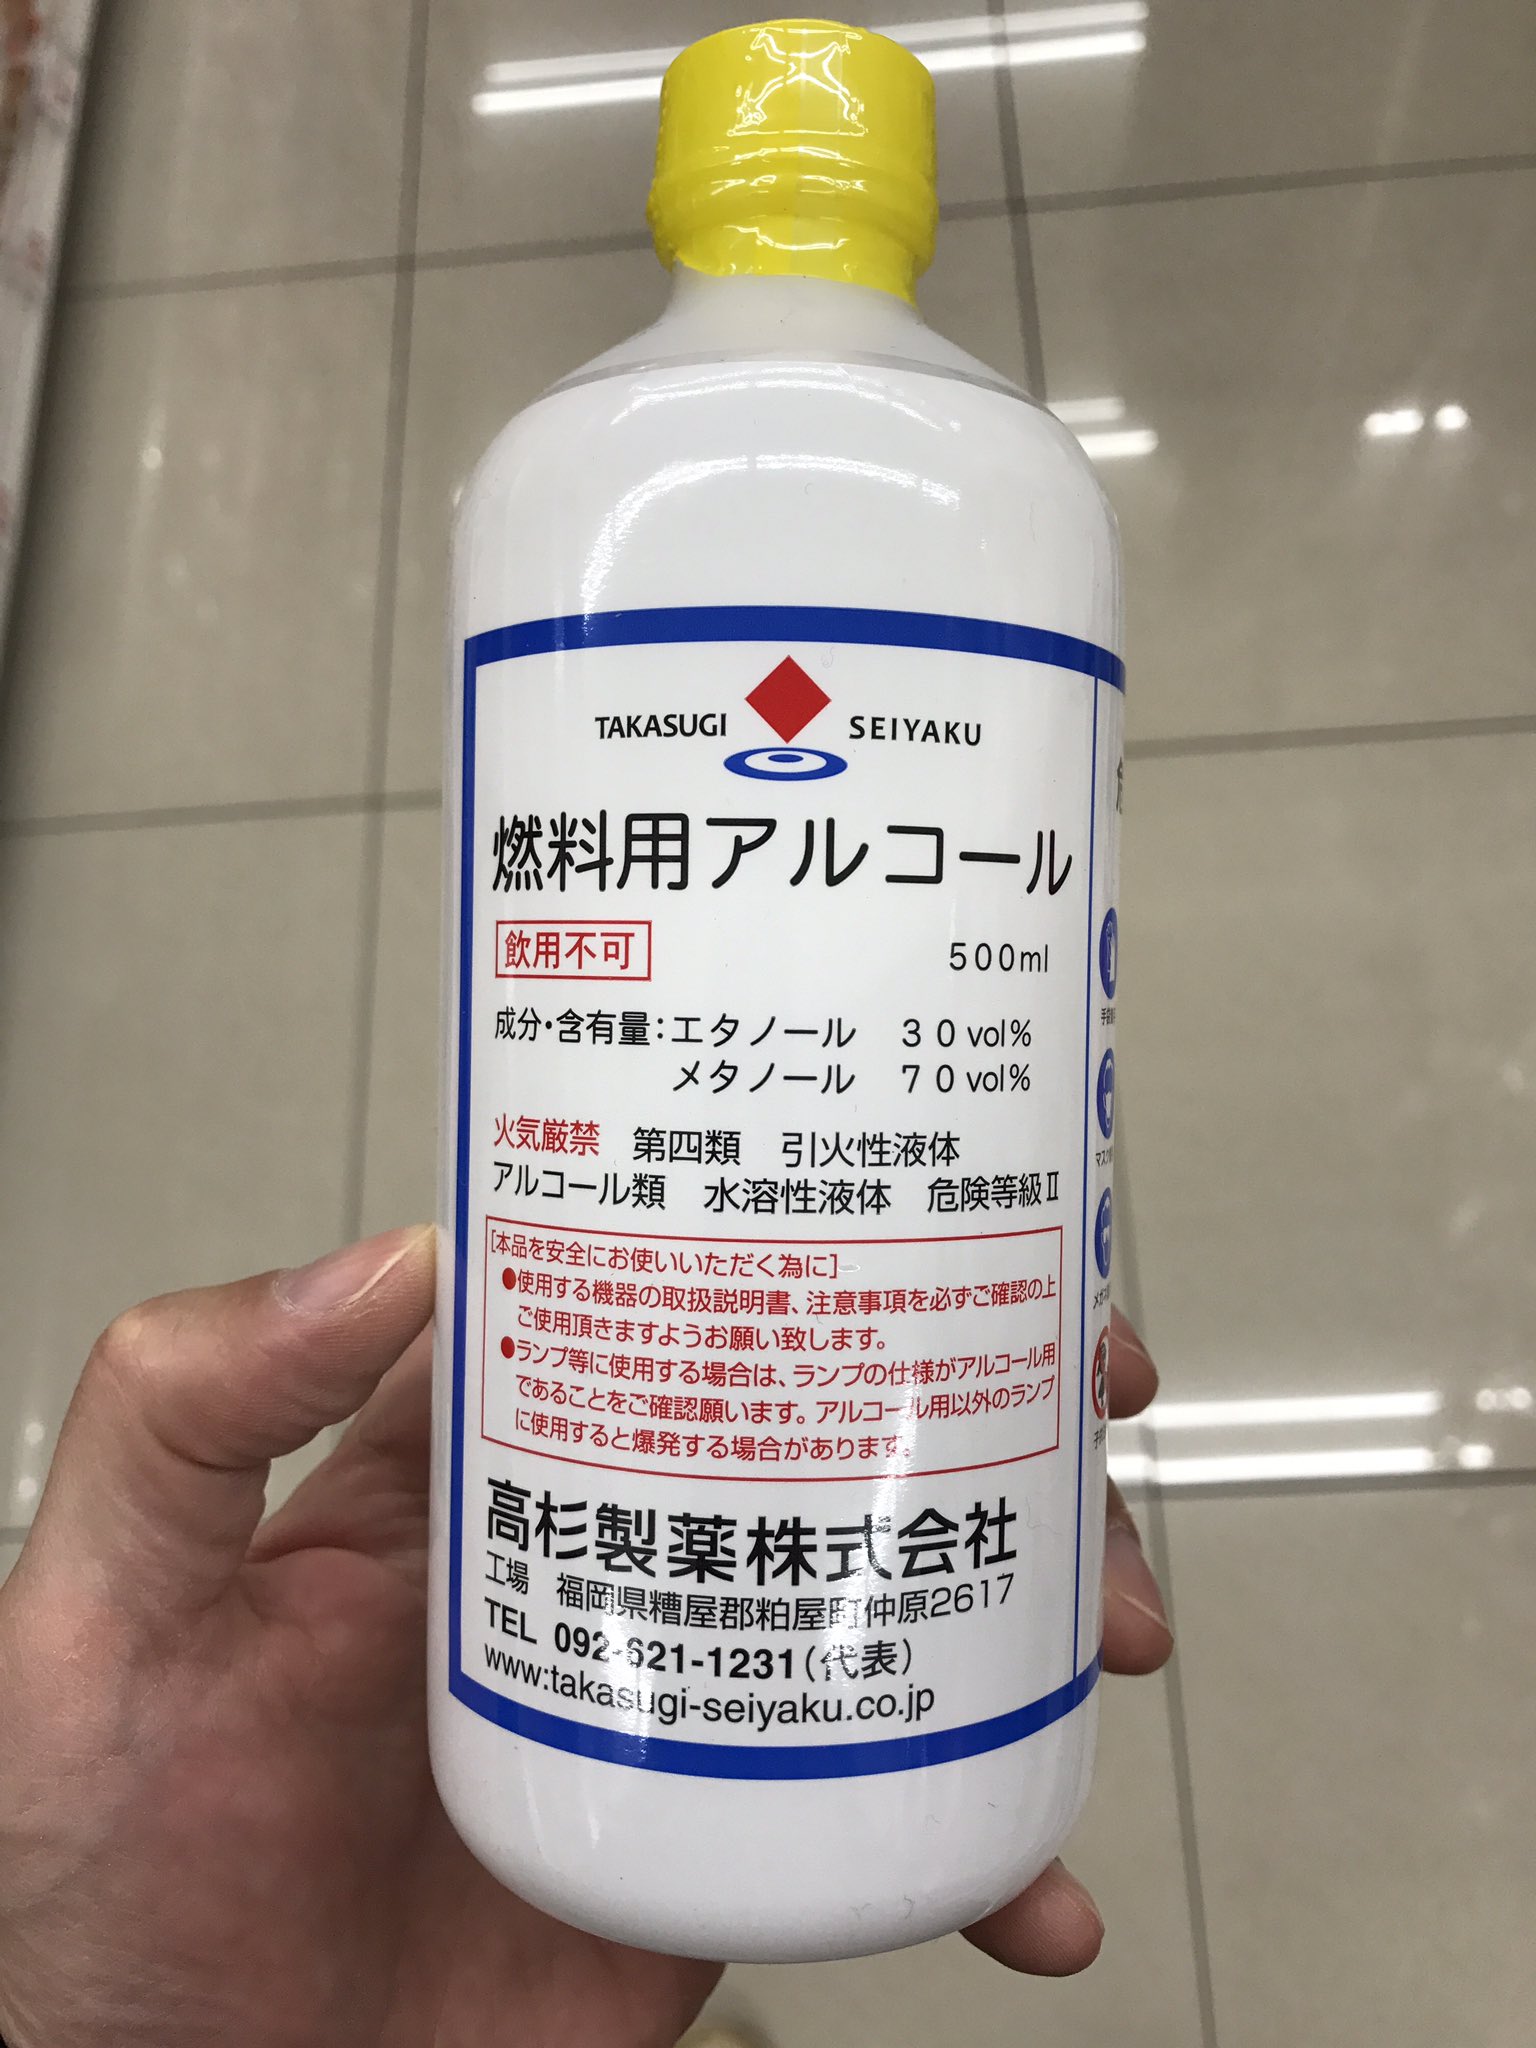 TAKASUGI SEIYAKU
燃料用アルコール
飲用不可 500ml
成分・含有量：エタノール 30vol%
メタノール 70vol%
火気厳禁 第四類 引火性液体
アルコール類 水溶性液体 危険等級Ⅱ
[本品を安全にお使いいただく為に]
●使用する機器の取扱説明書、注意事項を必ずご確認の上
ご使用頂きますようお願い致します。
●ランプ等に使用する場合は、ランプの仕様がアルコール用
であることをご確認願います。アルコール用以外のランプ
に使用すると爆発する場合があります。
高杉製薬株式会社
工場 福岡県糟屋郡粕屋町仲原2617
TEL 092-621-1231（代表）
www:takasugi-seiyaku.co.jp